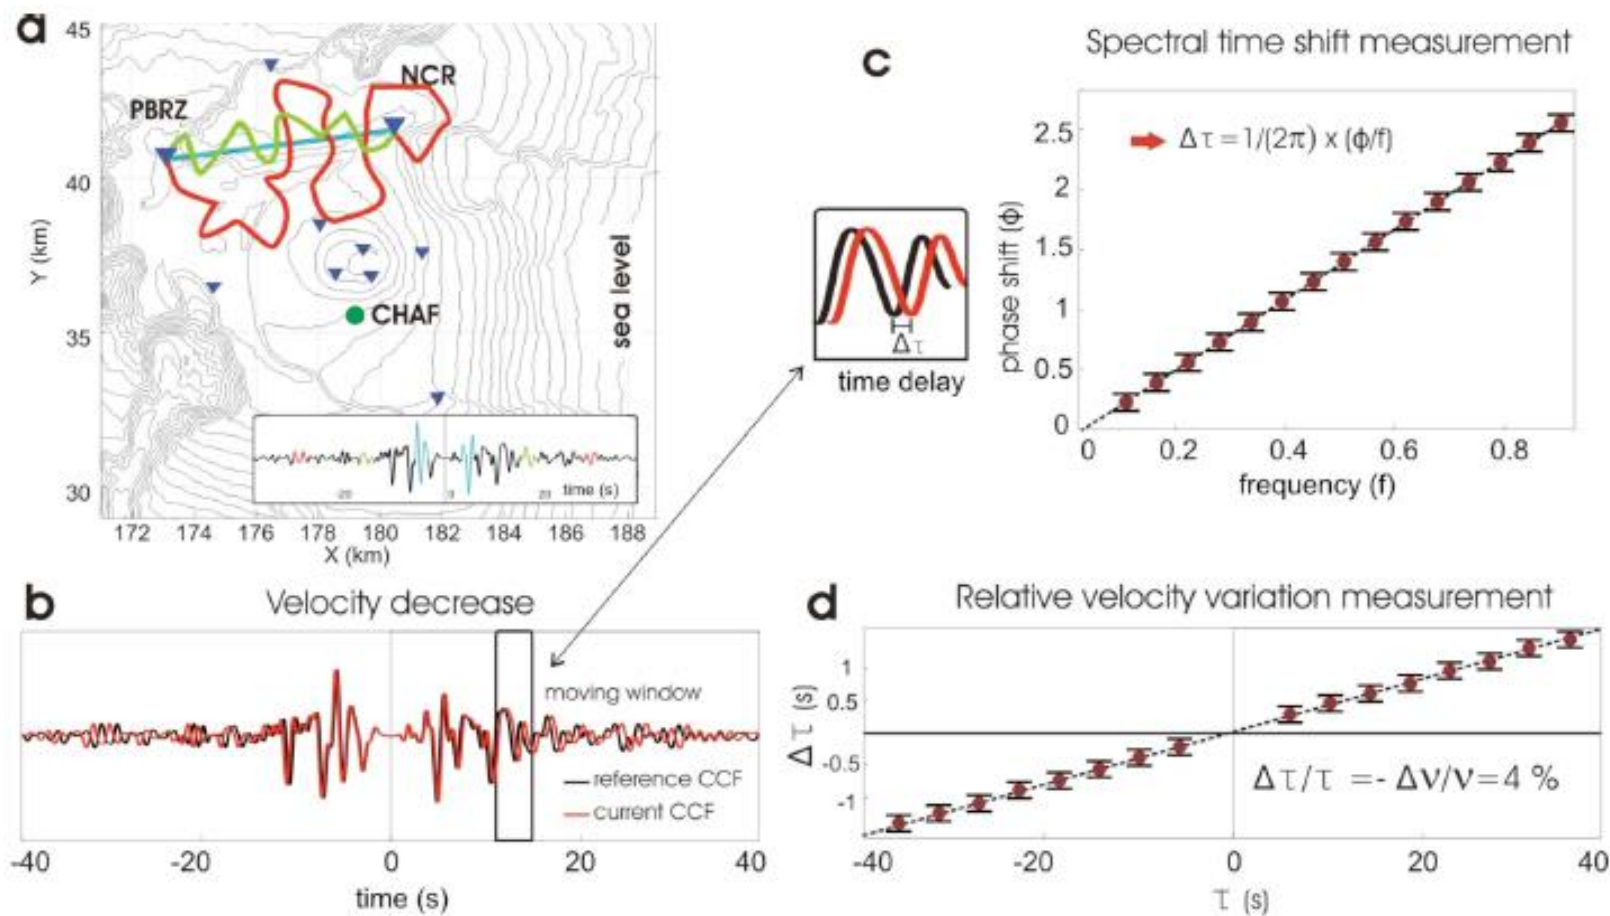 a
45
40
35
30
Y (km)
PBRZ
NCR
CHAF
sea level
-20
0
20
time (s)
172
174
176
178
180
182
184
186
188
X (km)
c
Spectral time shift measurement
Δτ = 1/(2π) x (ϕ/f)
2.5
2
1.5
1
0.5
0
phase shift (ϕ)
0
0.2
0.4
0.6
0.8
frequency (f)
Δτ
time delay
b
Velocity decrease
moving window
reference CCF
current CCF
-40
-20
0
20
40
time (s)
d
Relative velocity variation measurement
1
0.5
-0.5
-1
Δτ (s)
Δτ/τ = - Δν/ν = 4 %
-40
-20
0
20
40
τ (s)